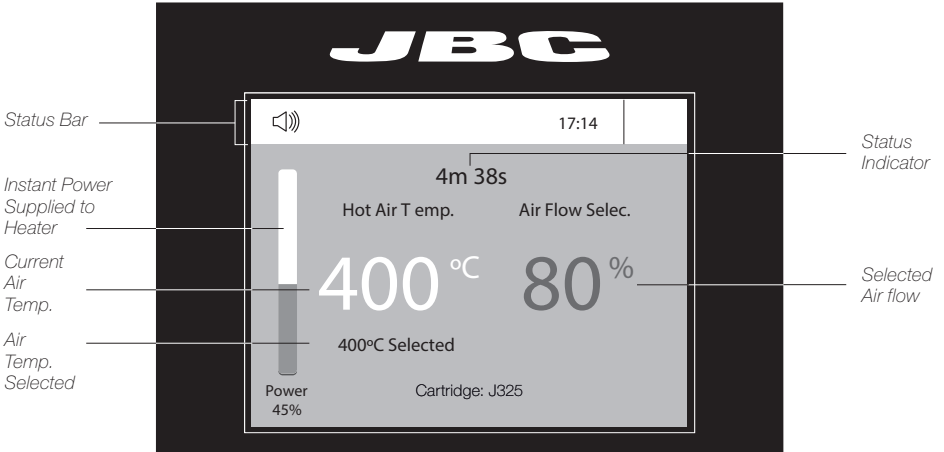 JBC
Status Bar
17:14
Status
Indicator
4m 38s
Instant Power
Supplied to
Heater
Hot Air T emp.
Air Flow Selec.
Current
Air
Temp.
400 ºC
80 %
Selected
Air flow
Air
Temp.
Selected
400ºC Selected
Power
45%
Cartridge: J325